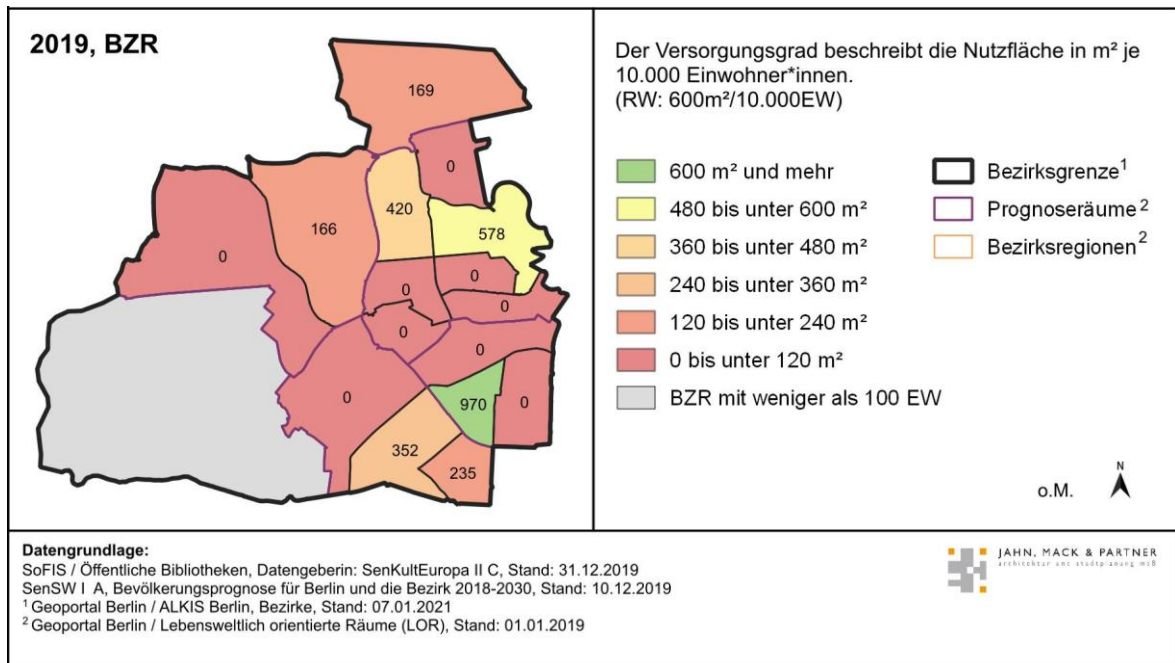 2019, BZR
169
0
420
166
578
0
0
0
0
0
0
0
970
0
352
235
Der Versorgungsgrad beschreibt die Nutzfläche in m² je
10.000 Einwohner*innen.
(RW: 600m²/10.000EW)
600 m² und mehr
480 bis unter 600 m²
360 bis unter 480 m²
240 bis unter 360 m²
120 bis unter 240 m²
0 bis unter 120 m²
BZR mit weniger als 100 EW
Bezirksgrenze¹
Prognoseräume²
Bezirksregionen²
N
o.M.
Datengrundlage:
SoFIS / Öffentliche Bibliotheken, Datengeberin: SenKultEuropa II C, Stand: 31.12.2019
SenSW I A, Bevölkerungsprognose für Berlin und die Bezirk 2018-2030, Stand: 10.12.2019
¹ Geoportal Berlin / ALKIS Berlin, Bezirke, Stand: 07.01.2021
² Geoportal Berlin / Lebensweltlich orientierte Räume (LOR), Stand: 01.01.2019
JAHN, MACK & PARTNER
architektur und stadtplanung mbB